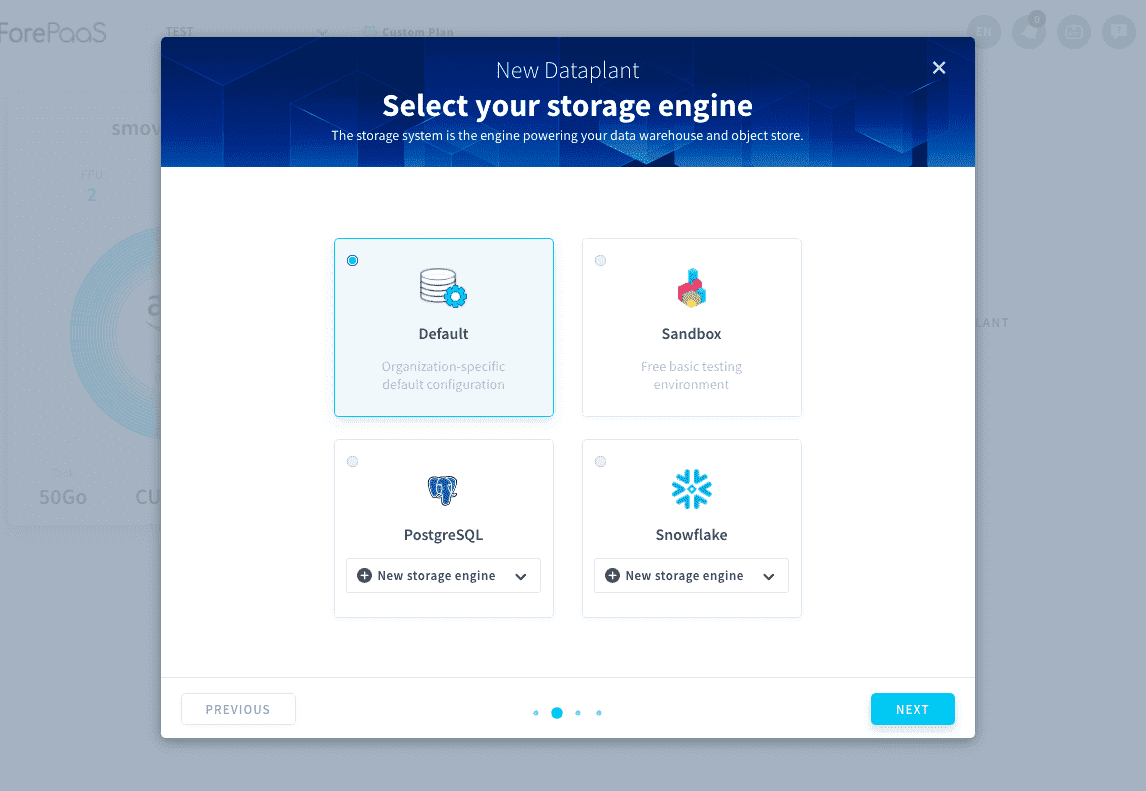 ForePaaS
TEST
Custom Plan
EN
0
New Dataplant
Select your storage engine
The storage system is the engine powering your data warehouse and object store.
smov
FPU
2
Default
Organization-specific
default configuration
Sandbox
Free basic testing
environment
LANT
50Go
CU
PostgreSQL
New storage engine
Snowflake
New storage engine
PREVIOUS
NEXT